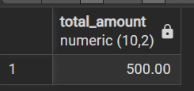 total_amount
numeric (10,2)
1 500.00